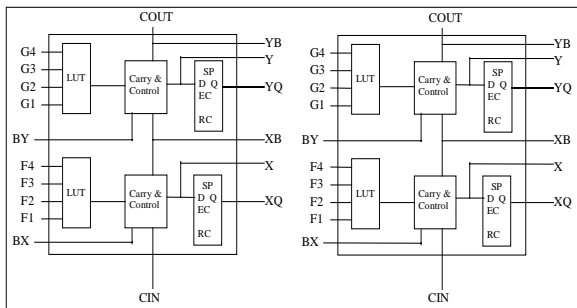 COUT
YB
Y
G4
G3
G2
G1
LUT
Carry &
Control
SP
D Q
EC
RC
YQ
BY
XB
X
F4
F3
F2
F1
LUT
Carry &
Control
SP
D Q
EC
RC
XQ
BX
CIN
COUT
YB
Y
G4
G3
G2
G1
LUT
Carry &
Control
SP
D Q
EC
RC
YQ
BY
XB
X
F4
F3
F2
F1
LUT
Carry &
Control
SP
D Q
EC
RC
XQ
BX
CIN